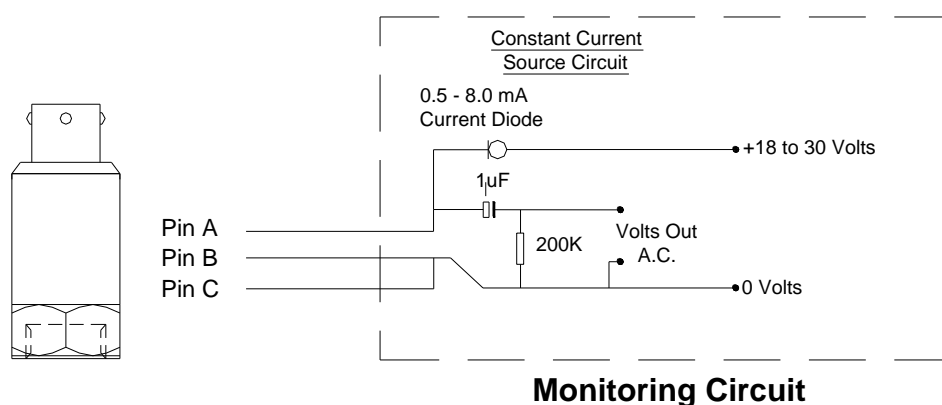 Constant Current
Source Circuit
0.5 - 8.0 mA
Current Diode
+18 to 30 Volts
1uF
Pin A
200K
Volts Out
A.C.
Pin B
Pin C
0 Volts
Monitoring Circuit